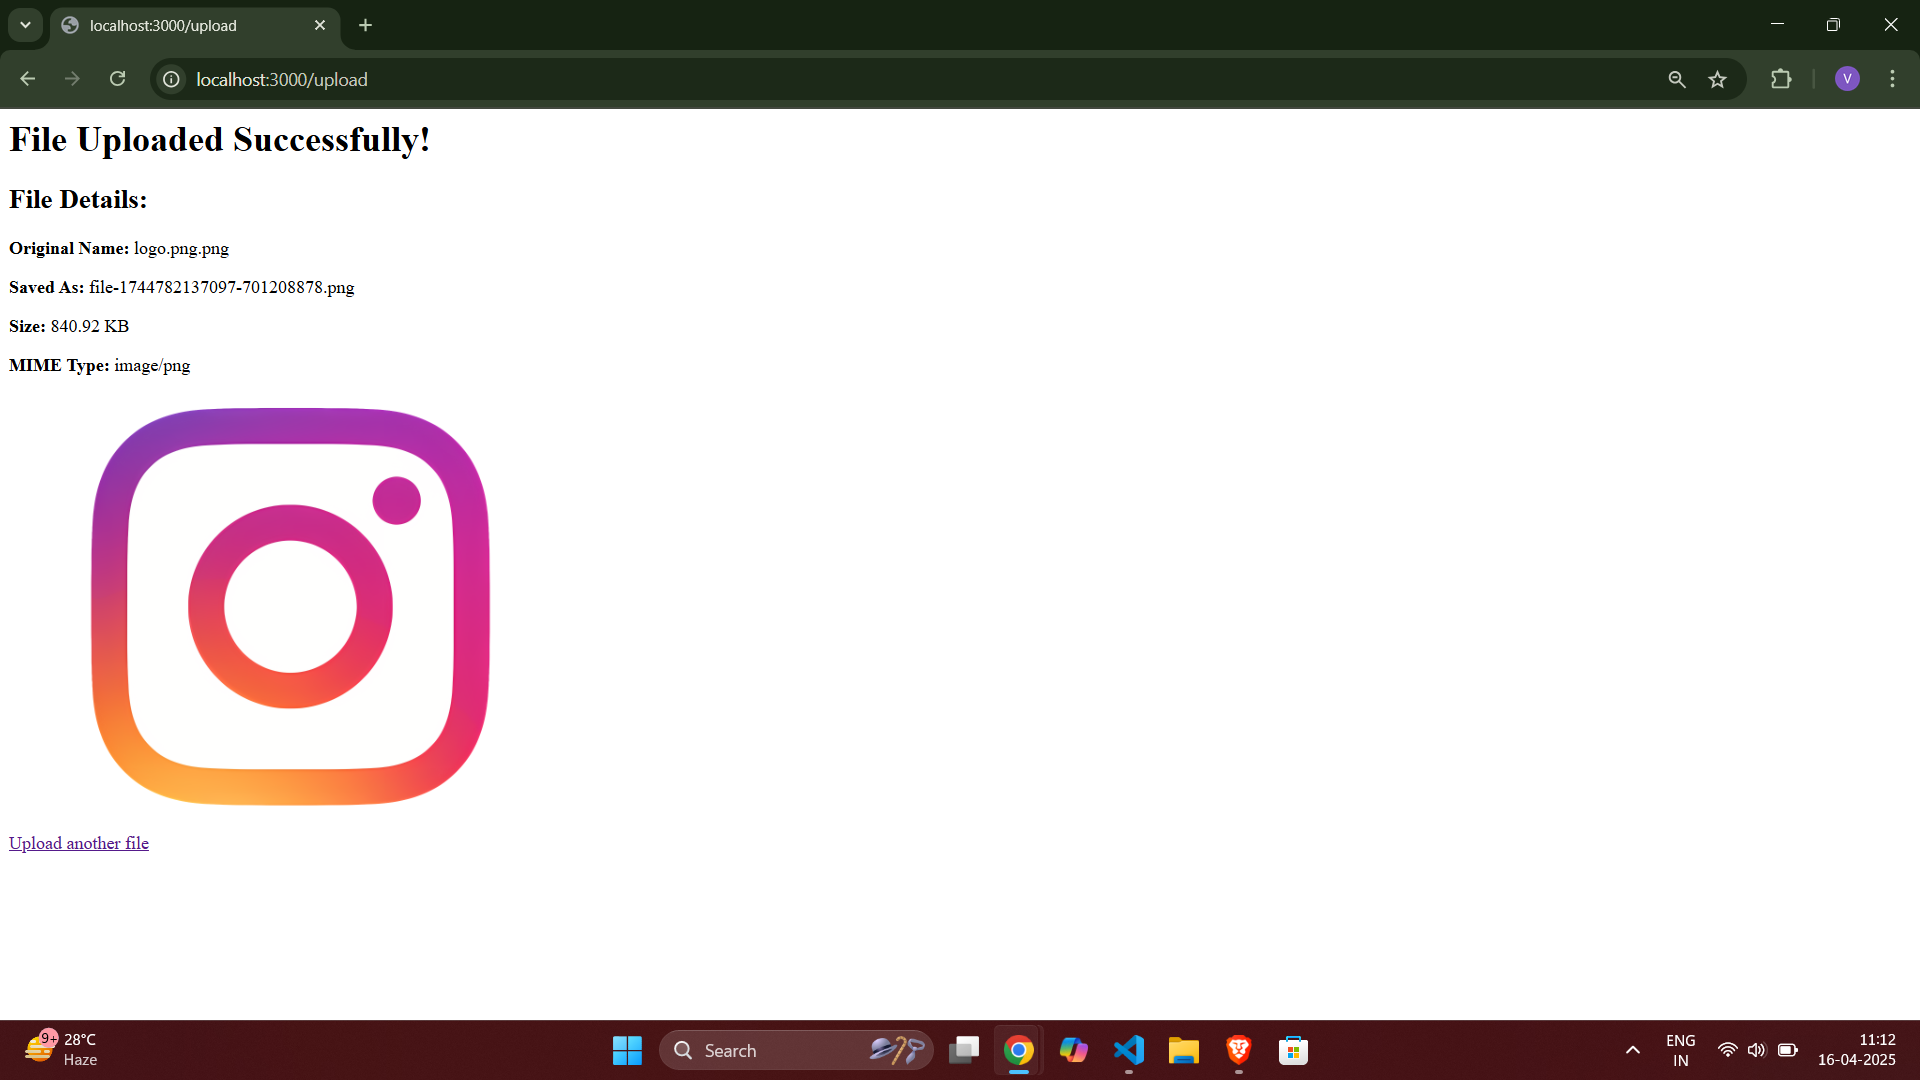 localhost:3000/upload
localhost:3000/upload
V
File Uploaded Successfully!
File Details:
Original Name: logo.png.png
Saved As: file-1744782137097-701208878.png
Size: 840.92 KB
MIME Type: image/png
Upload another file
9+
28°C
Haze
Search
ENG
IN
11:12
16-04-2025